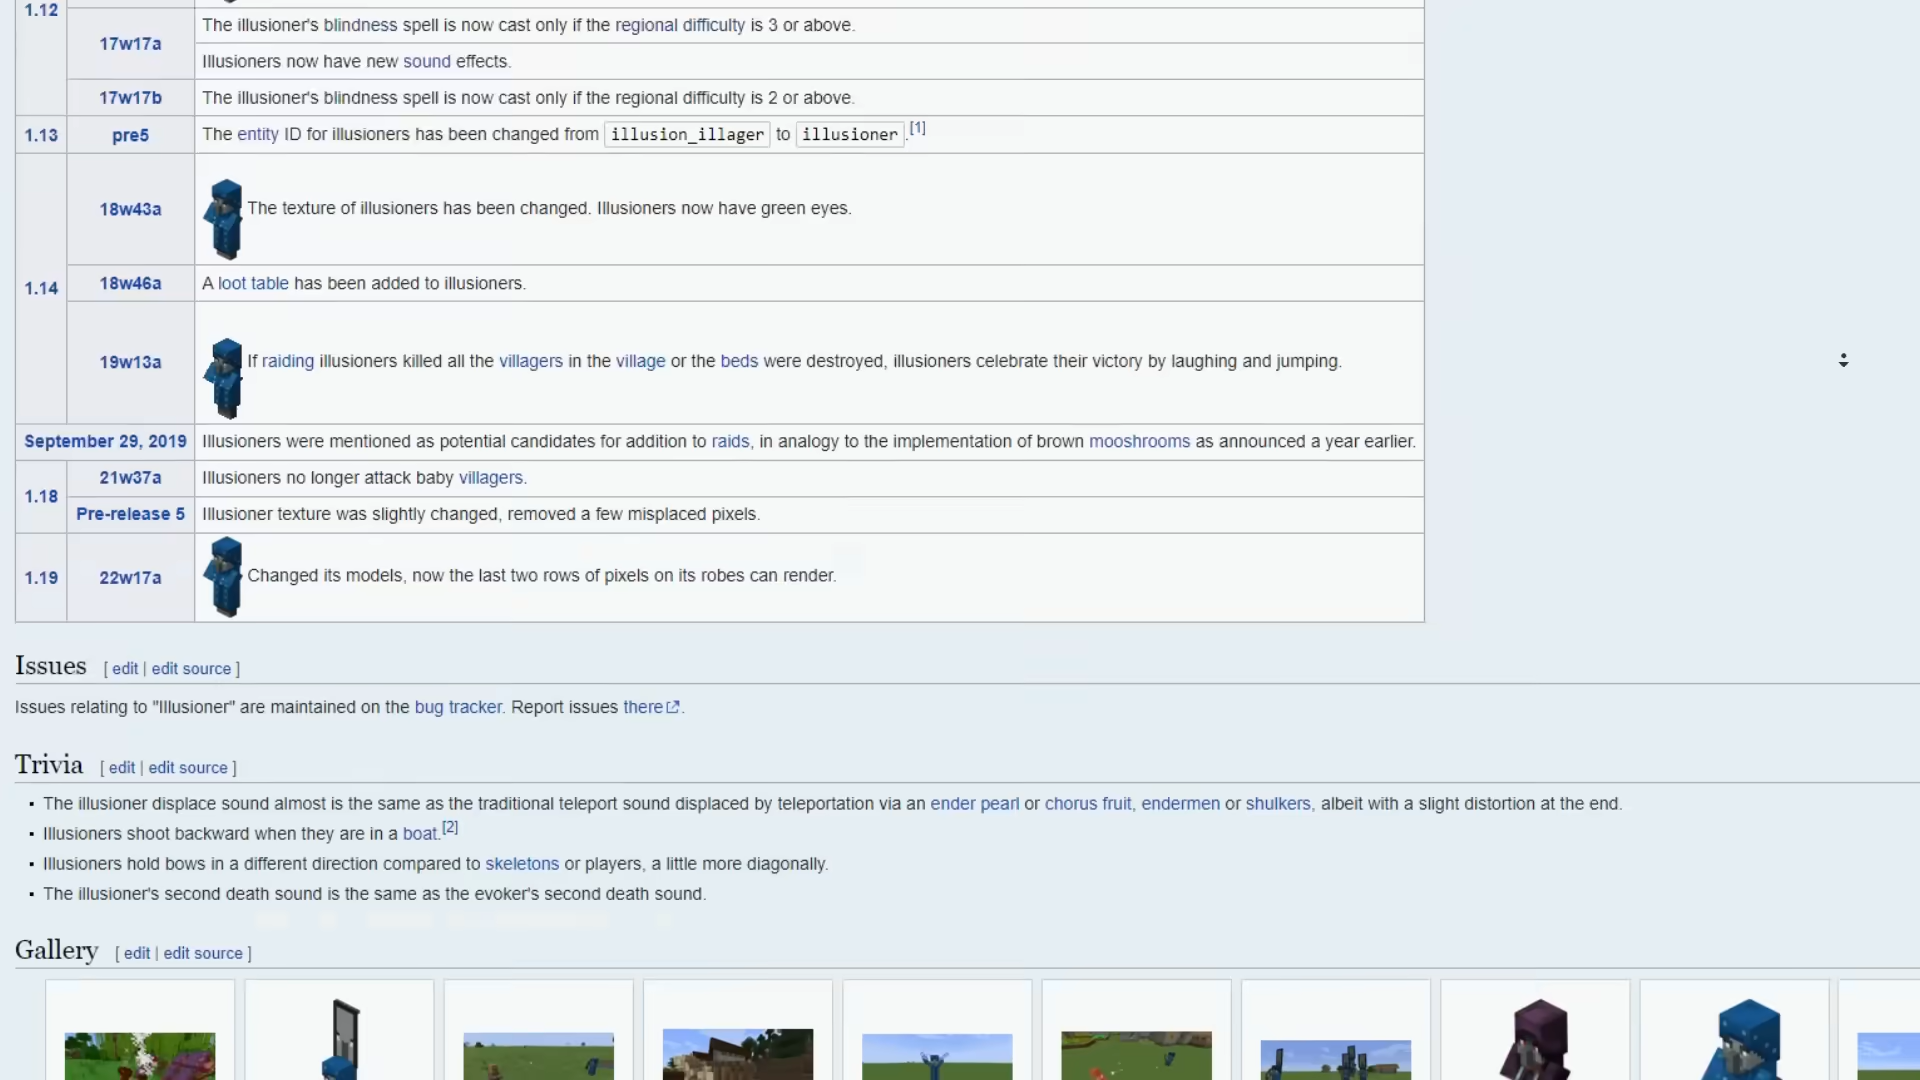 1.12
The illusioner's blindness spell is now cast only if the regional difficulty is 3 or above.
17w17a
Illusioners now have new sound effects.
17w17b
The illusioner's blindness spell is now cast only if the regional difficulty is 2 or above.
1.13
pre5
The entity ID for illusioners has been changed from illusion_illager to illusioner.[1]
18w43a
The texture of illusioners has been changed. Illusioners now have green eyes.
1.14
18w46a
A loot table has been added to illusioners.
19w13a
If raiding illusioners killed all the villagers in the village or the beds were destroyed, illusioners celebrate their victory by laughing and jumping.
September 29, 2019
Illusioners were mentioned as potential candidates for addition to raids, in analogy to the implementation of brown mooshrooms as announced a year earlier.
1.18
21w37a
Illusioners no longer attack baby villagers.
Pre-release 5
Illusioner texture was slightly changed, removed a few misplaced pixels.
1.19
22w17a
Changed its models, now the last two rows of pixels on its robes can render.
Issues [ edit | edit source ]
Issues relating to "Illusioner" are maintained on the bug tracker. Report issues there.
Trivia [ edit | edit source ]
▪ The illusioner displace sound almost is the same as the traditional teleport sound displaced by teleportation via an ender pearl or chorus fruit, endermen or shulkers, albeit with a slight distortion at the end.
▪ Illusioners shoot backward when they are in a boat.[2]
▪ Illusioners hold bows in a different direction compared to skeletons or players, a little more diagonally.
▪ The illusioner's second death sound is the same as the evoker's second death sound.
Gallery [ edit | edit source ]